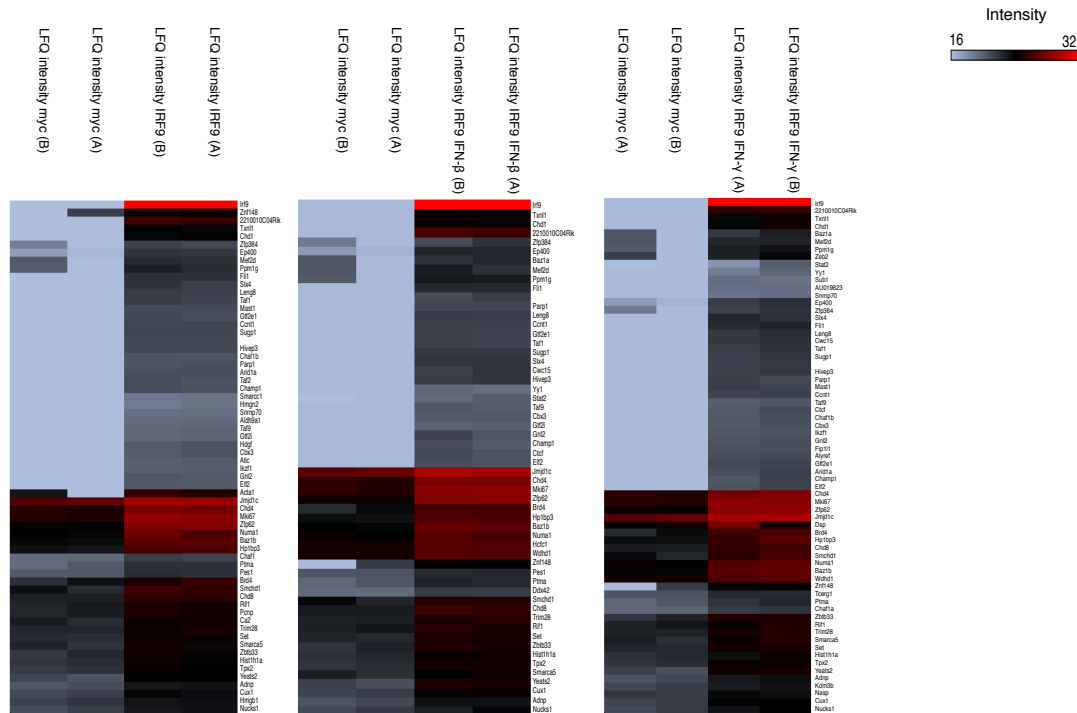 Intensity
16 32
LFQ intensity myc (B)
LFQ intensity myc (A)
LFQ intensity IRF9 (B)
LFQ intensity IRF9 (A)
Irf9
Znf148
2210010C04Rik
Txnl1
Chd1
Zfp384
Ep400
Mef2d
Ppm1g
Fli1
Slx4
Leng8
Taf1
Mast1
Gtf2e1
Ccnt1
Sugp1
Hivep3
Chaf1b
Parp1
Arid1a
Taf2
Champ1
Smarcc1
Hmgn2
Snrnp70
Aldh9a1
Taf9
Gtf2i
Hdgf
Cbx3
Atic
Ikzf1
Gnl2
Elf2
Acta1
Jmjd1c
Chd4
Mki67
Zfp62
Numa1
Baz1b
Hp1bp3
Chaf1
Ptma
Pes1
Brd4
Smchd1
Chd8
Rif1
Pcnp
Ca2
Trim28
Set
Smarca5
Zbtb33
Hist1h1a
Tpx2
Yeats2
Adnp
Cux1
Hmgb1
Nucks1
LFQ intensity myc (B)
LFQ intensity myc (A)
LFQ intensity IRF9 IFN-β (B)
LFQ intensity IRF9 IFN-β (A)
Irf9
Txnl1
Chd1
2210010C04Rik
Zfp384
Ep400
Baz1a
Mef2d
Ppm1g
Fli1
Parp1
Leng8
Ccnt1
Gtf2e1
Taf1
Sugp1
Slx4
Cwc15
Hivep3
Yy1
Stat2
Taf9
Cbx3
Gtf2i
Gnl2
Champ1
Ctcf
Elf2
Jmjd1c
Chd4
Mki67
Zfp62
Brd4
Hp1bp3
Baz1b
Numa1
Hcfc1
Wdhd1
Znf148
Pes1
Ptma
Ddx42
Smchd1
Chd8
Trim28
Rif1
Set
Zbtb33
Hist1h1a
Tpx2
Smarca5
Yeats2
Cux1
Adnp
Nucks1
LFQ intensity myc (A)
LFQ intensity myc (B)
LFQ intensity IRF9 IFN-γ (A)
LFQ intensity IRF9 IFN-γ (B)
Irf9
2210010C04Rik
Txnl1
Chd1
Baz1a
Mef2d
Ppm1g
Zeb2
Stat2
Yy1
Sub1
AU019823
Snrnp70
Ep400
Zfp384
Slx4
Fli1
Leng8
Cwc15
Taf1
Sugp1
Hivep3
Parp1
Mast1
Ccnt1
Taf9
Ctcf
Chaf1b
Cbx3
Ikzf1
Gnl2
Fip1l1
Alyref
Gtf2e1
Arid1a
Champ1
Elf2
Chd4
Mki67
Zfp62
Jmjd1c
Dsp
Brd4
Hp1bp3
Chd8
Smchd1
Numa1
Baz1b
Wdhd1
Znf148
Tcerg1
Ptma
Chaf1a
Zbtb33
Rif1
Trim28
Smarca5
Set
Hist1h1a
Tpx2
Yeats2
Adnp
Kdm3b
Nasp
Cux1
Nucks1